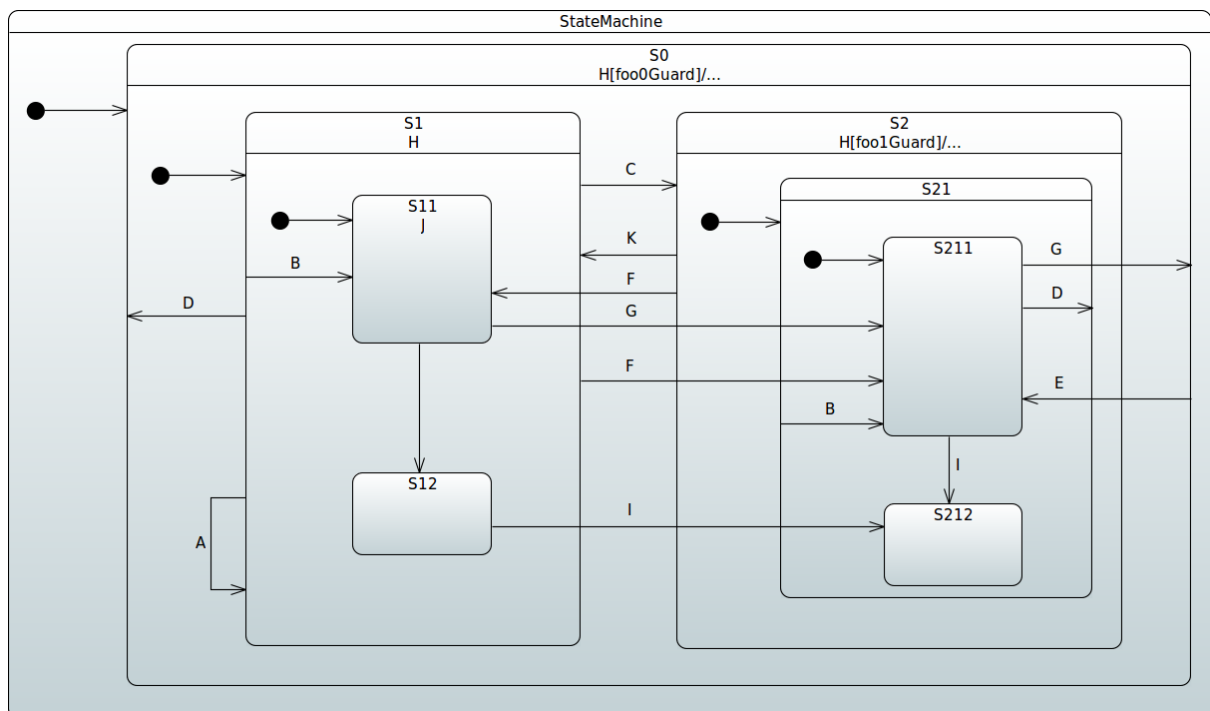 StateMachine
S0
H[foo0Guard]/...
S1
H
S2
H[foo1Guard]/...
C
S21
S11
J
K
S211
G
B
F
D
D
G
F
E
B
I
S12
A
I
S212